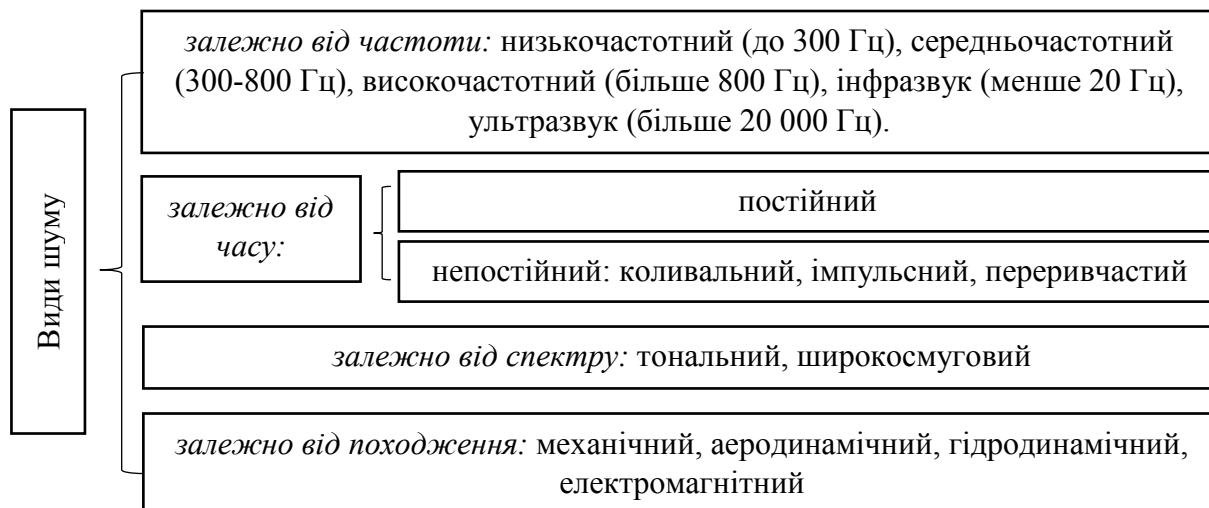 Види шуму
залежно від частоти: низькочастотний (до 300 Гц), середньочастотний
(300-800 Гц), високочастотний (більше 800 Гц), інфразвук (менше 20 Гц),
ультразвук (більше 20 000 Гц).
залежно від
часу:
постійний
непостійний: коливальний, імпульсний, переривчастий
залежно від спектру: тональний, широкосмуговий
залежно від походження: механічний, аеродинамічний, гідродинамічний,
електромагнітний